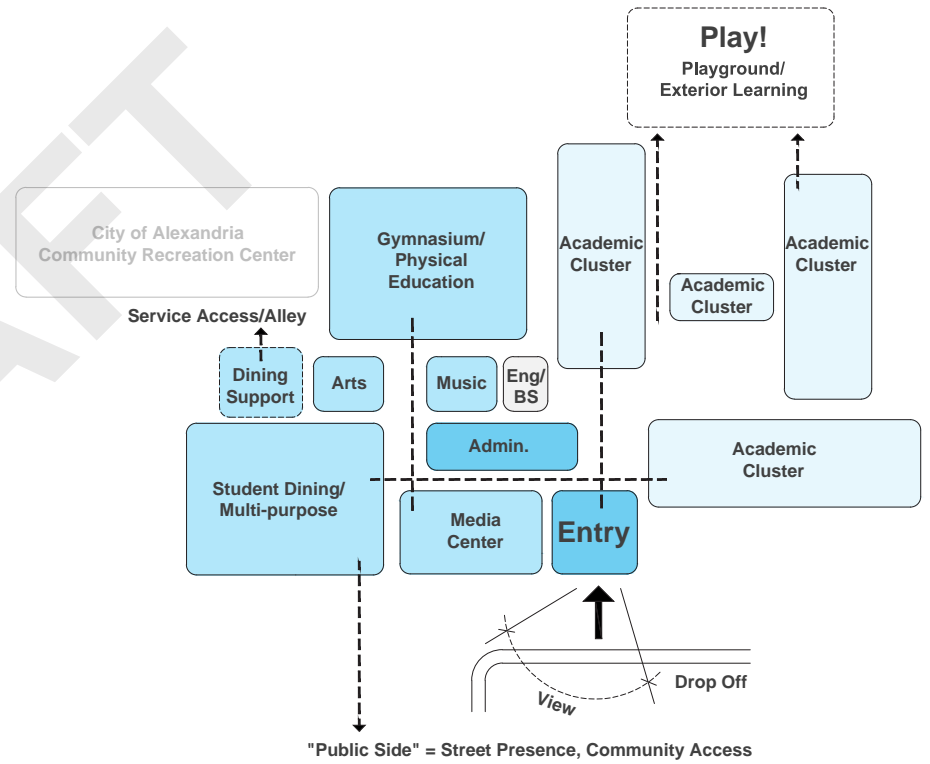 Play!
Playground/
Exterior Learning
City of Alexandria
Community Recreation Center
Gymnasium/
Physical
Education
Academic
Cluster
Academic
Cluster
Academic
Cluster
Service Access/Alley
Dining
Support
Arts
Music
Eng/
BS
Admin.
Academic
Cluster
Student Dining/
Multi-purpose
Media
Center
Entry
Drop Off
View
"Public Side" = Street Presence, Community Access
AFT